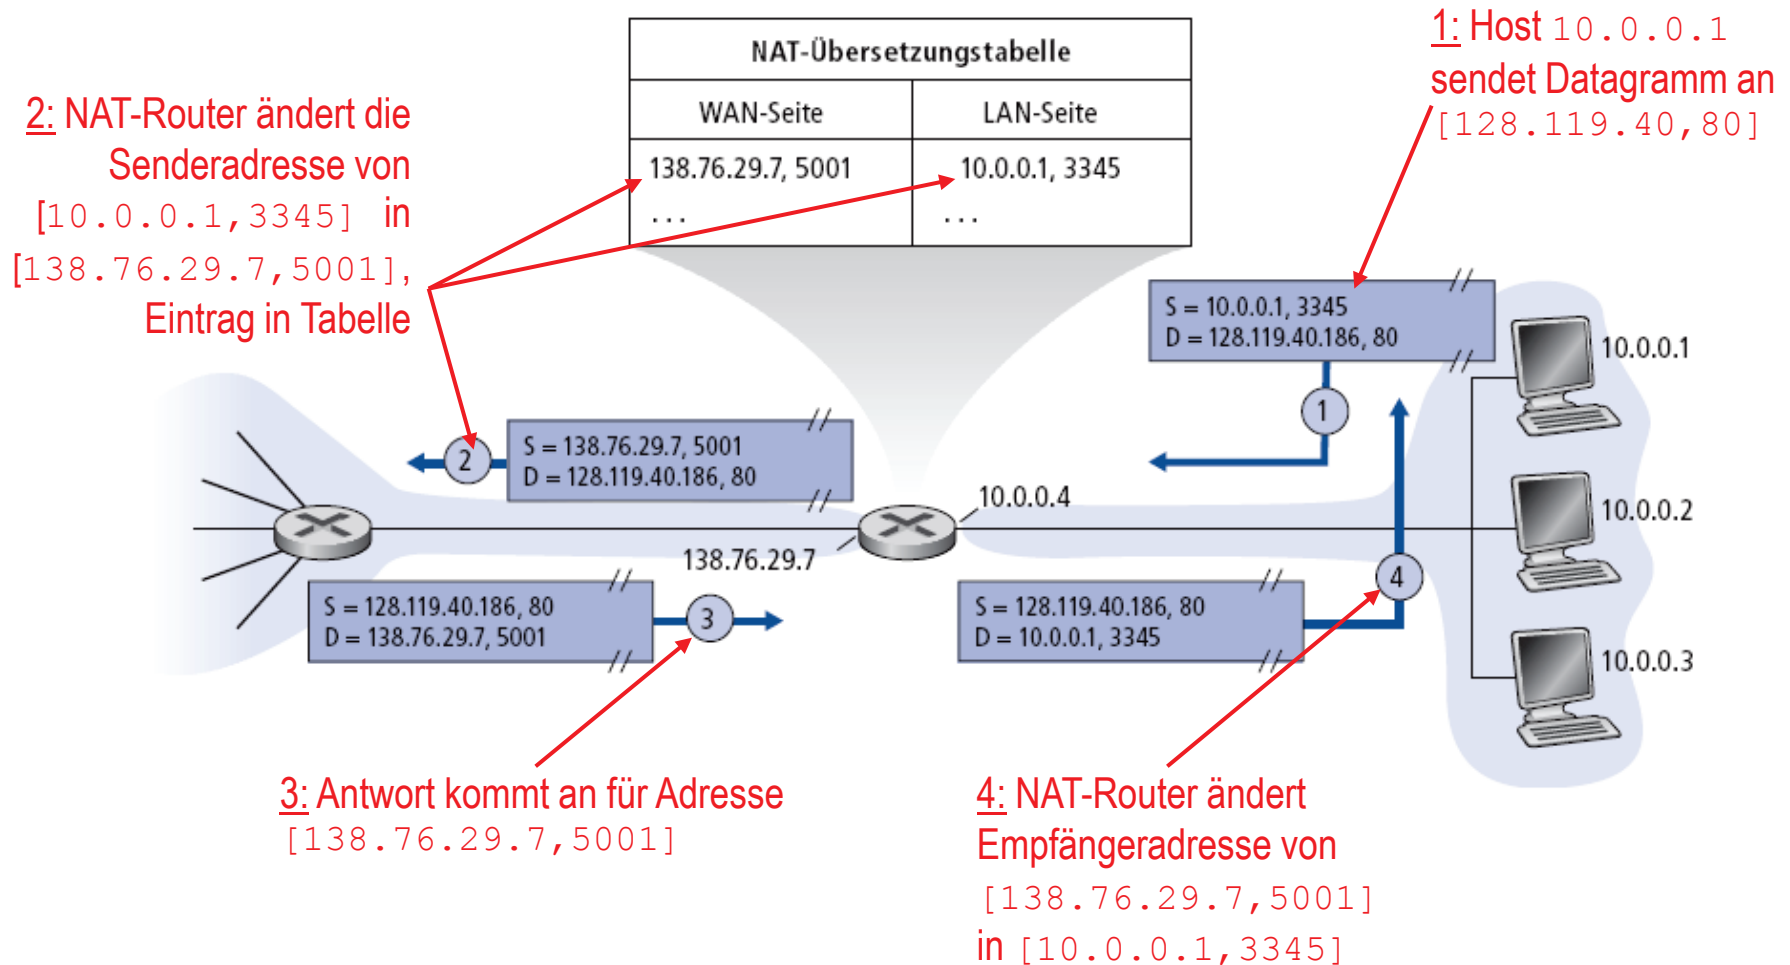 NAT-Übersetzungstabelle
WAN-Seite
LAN-Seite
138.76.29.7, 5001
10.0.0.1, 3345
. . .
. . .
1: Host 10.0.0.1
sendet Datagramm an
[128.119.40,80]
2: NAT-Router ändert die
Senderadresse von
[10.0.0.1,3345] in
[138.76.29.7,5001],
Eintrag in Tabelle
S = 10.0.0.1, 3345
D = 128.119.40.186, 80
1
10.0.0.1
S = 138.76.29.7, 5001
D = 128.119.40.186, 80
2
10.0.0.4
138.76.29.7
10.0.0.2
S = 128.119.40.186, 80
D = 138.76.29.7, 5001
3
S = 128.119.40.186, 80
D = 10.0.0.1, 3345
4
10.0.0.3
3: Antwort kommt an für Adresse
[138.76.29.7,5001]
4: NAT-Router ändert
Empfängeradresse von
[138.76.29.7,5001]
in [10.0.0.1,3345]